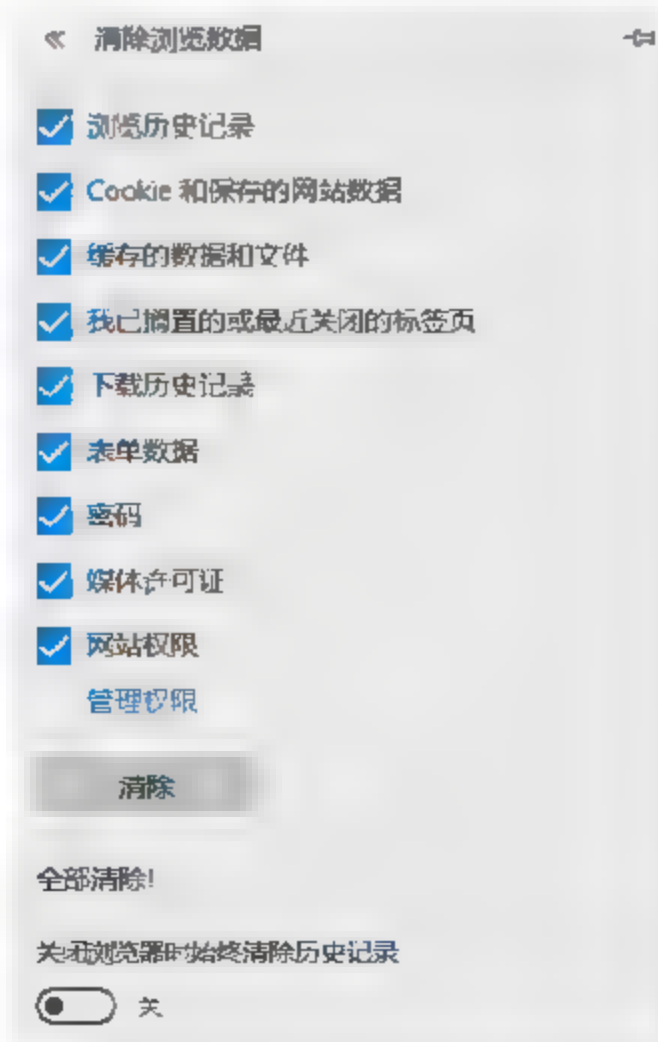 清除浏览数据
浏览历史记录
Cookie 和保存的网站数据
缓存的数据和文件
我已搁置的或最近关闭的标签页
下载历史记录
表单数据
密码
媒体许可证
网站权限
管理权限
清除
全部清除!
关闭浏览器时始终清除历史记录
关